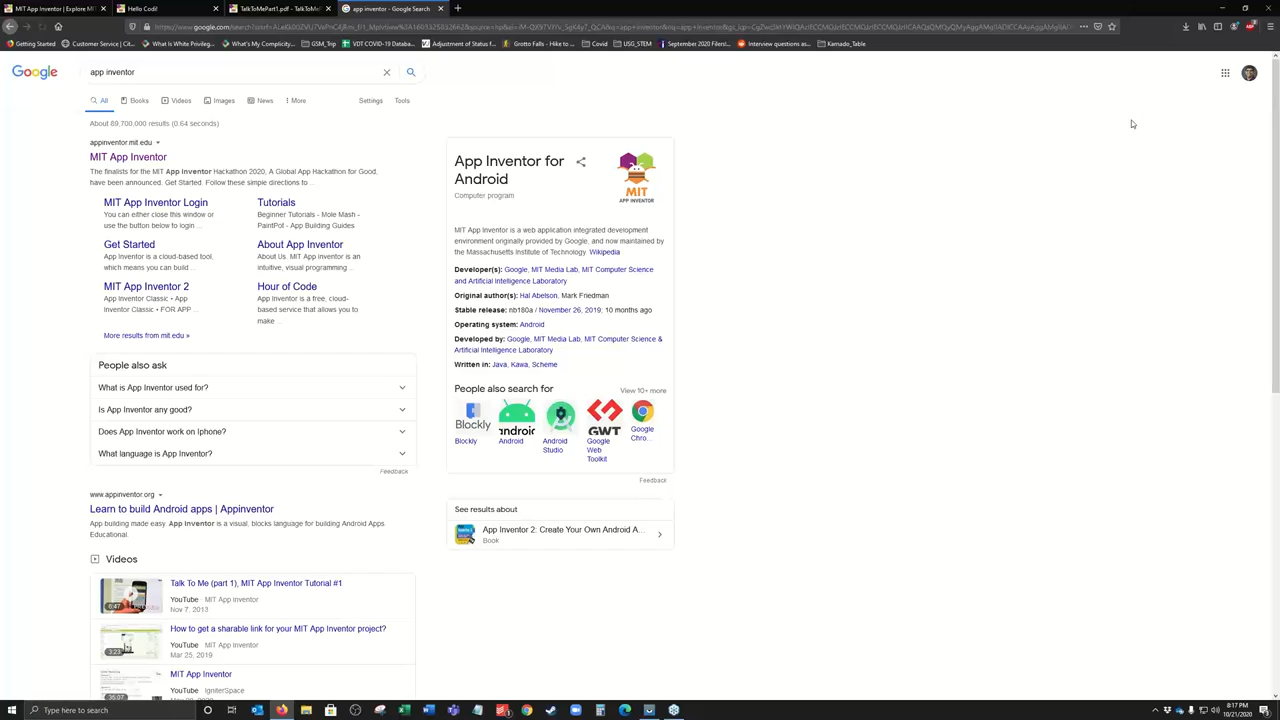 MIT App Inventor | Explore MIT
Hello Codi!
TalkToMePart1.pdf - TalkToMe
app inventor - Google Search
Getting Started
Customer Service | Cit...
What Is White Privileg...
What's My Complicity...
GSM_Trip
VDT COVID-19 Databa...
Adjustment of Status f...
Grotto Falls - Hike to ...
Covid
USG_STEM
September 2020 Filers!...
Interview questions as...
Kamado_Table
Google
app inventor
All
Books
Videos
Images
News
More
Settings
Tools
About 89,700,000 results (0.64 seconds)
appinventor.mit.edu
MIT App Inventor
The finalists for the MIT App Inventor Hackathon 2020, A Global App Hackathon for Good,
have been announced. Get Started. Follow these simple directions to ...
MIT App Inventor Login
You can either close this window or
use the button below to login ...
Tutorials
Beginner Tutorials - Mole Mash -
PaintPot - App Building Guides
Get Started
App Inventor is a cloud-based tool,
which means you can build ...
About App Inventor
About Us. MIT App Inventor is an
intuitive, visual programming ...
MIT App Inventor 2
App Inventor Classic • App
Inventor Classic • FOR APP ...
Hour of Code
App Inventor is a free, cloud-
based service that allows you to
make ...
More results from mit.edu »
People also ask
What is App Inventor used for?
Is App Inventor any good?
Does App Inventor work on Iphone?
What language is App Inventor?
Feedback
www.appinventor.org
Learn to build Android apps | Appinventor
App building made easy. App Inventor is a visual, blocks language for building Android Apps.
Educational.
Videos
Talk To Me (part 1), MIT App Inventor Tutorial #1
YouTube MIT App Inventor
Nov 7, 2013
6:47
How to get a sharable link for your MIT App Inventor project?
YouTube MIT App Inventor
Mar 25, 2019
3:23
MIT App Inventor
YouTube IgniterSpace
35:07
App Inventor for
Android
Computer program
MIT
APP INVENTOR
MIT App Inventor is a web application integrated development
environment originally provided by Google, and now maintained by
the Massachusetts Institute of Technology. Wikipedia
Developer(s): Google, MIT Media Lab, MIT Computer Science
and Artificial Intelligence Laboratory
Original author(s): Hal Abelson, Mark Friedman
Stable release: nb180a / November 26, 2019; 10 months ago
Operating system: Android
Developed by: Google, MIT Media Lab, MIT Computer Science &
Artificial Intelligence Laboratory
Written in: Java, Kawa, Scheme
People also search for
View 10+ more
Blockly
android
GWT
Blockly
Android
Android
Studio
Google
Web
Toolkit
Google
Chro...
Feedback
See results about
App Inventor 2: Create Your Own Android A...
Book
Type here to search
8:17 PM
10/21/2020